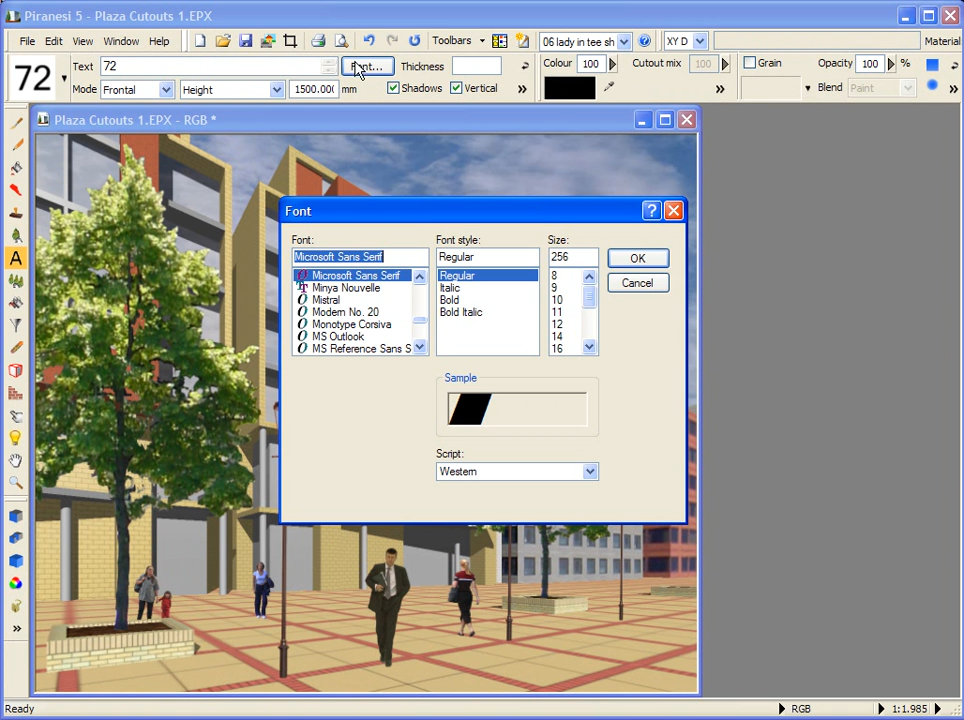 Piranesi 5 - Plaza Cutouts 1.EPX
File Edit View Window Help Toolbars 06 lady in tee sh XY D Material
72 Text 72 Font... Thickness Colour 100 Cutout mix 100 Grain Opacity 100 %
Mode Frontal Height 1500.000 mm Shadows Vertical Blend Paint
Plaza Cutouts 1.EPX - RGB *
Font
Font: Font style: Size:
Microsoft Sans Serif Regular 256 OK
Microsoft Sans Serif Regular 8
Minya Nouvelle Italic 9 Cancel
Mistral Bold 10
Modern No. 20 Bold Italic 11
Monotype Corsiva 12
MS Outlook 14
MS Reference Sans S 16
Sample
Script:
Western
A
Ready RGB 1:1.985